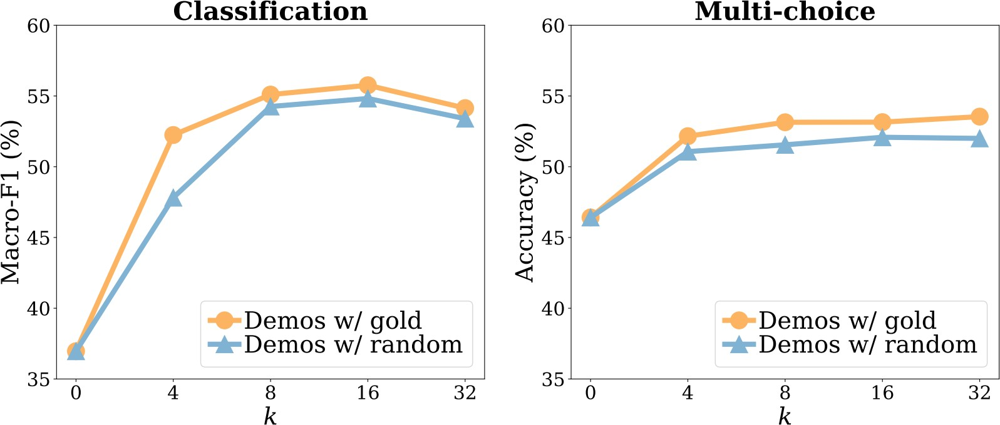 Classification
Macro-F1 (%)
60
55
50
45
40
35
0 4 8 16 32
k
Demos w/ gold
Demos w/ random
Multi-choice
Accuracy (%)
60
55
50
45
40
35
0 4 8 16 32
k
Demos w/ gold
Demos w/ random